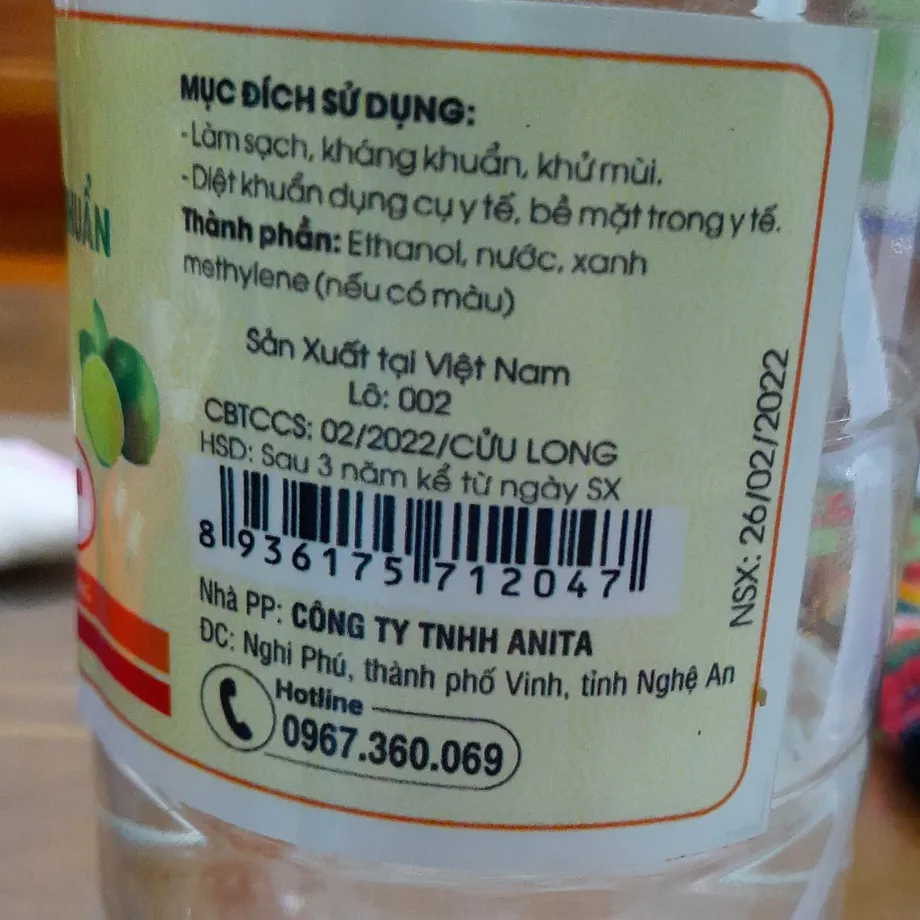 MỤC ĐÍCH SỬ DỤNG:
-Làm sạch, kháng khuẩn, khử mùi.
-Diệt khuẩn dụng cụ y tế, bề mặt trong y tế.
Thành phần: Ethanol, nước, xanh
methylene (nếu có màu)
Sản Xuất tại Việt Nam
Lô: 002
CBTCCS: 02/2022/CỬU LONG
HSD: Sau 3 năm kể từ ngày SX
8 936175 712047
Nhà PP: CÔNG TY TNHH ANITA
ĐC: Nghi Phú, thành phố Vinh, tỉnh Nghệ An
Hotline
0967.360.069
NSX: 26/02/2022